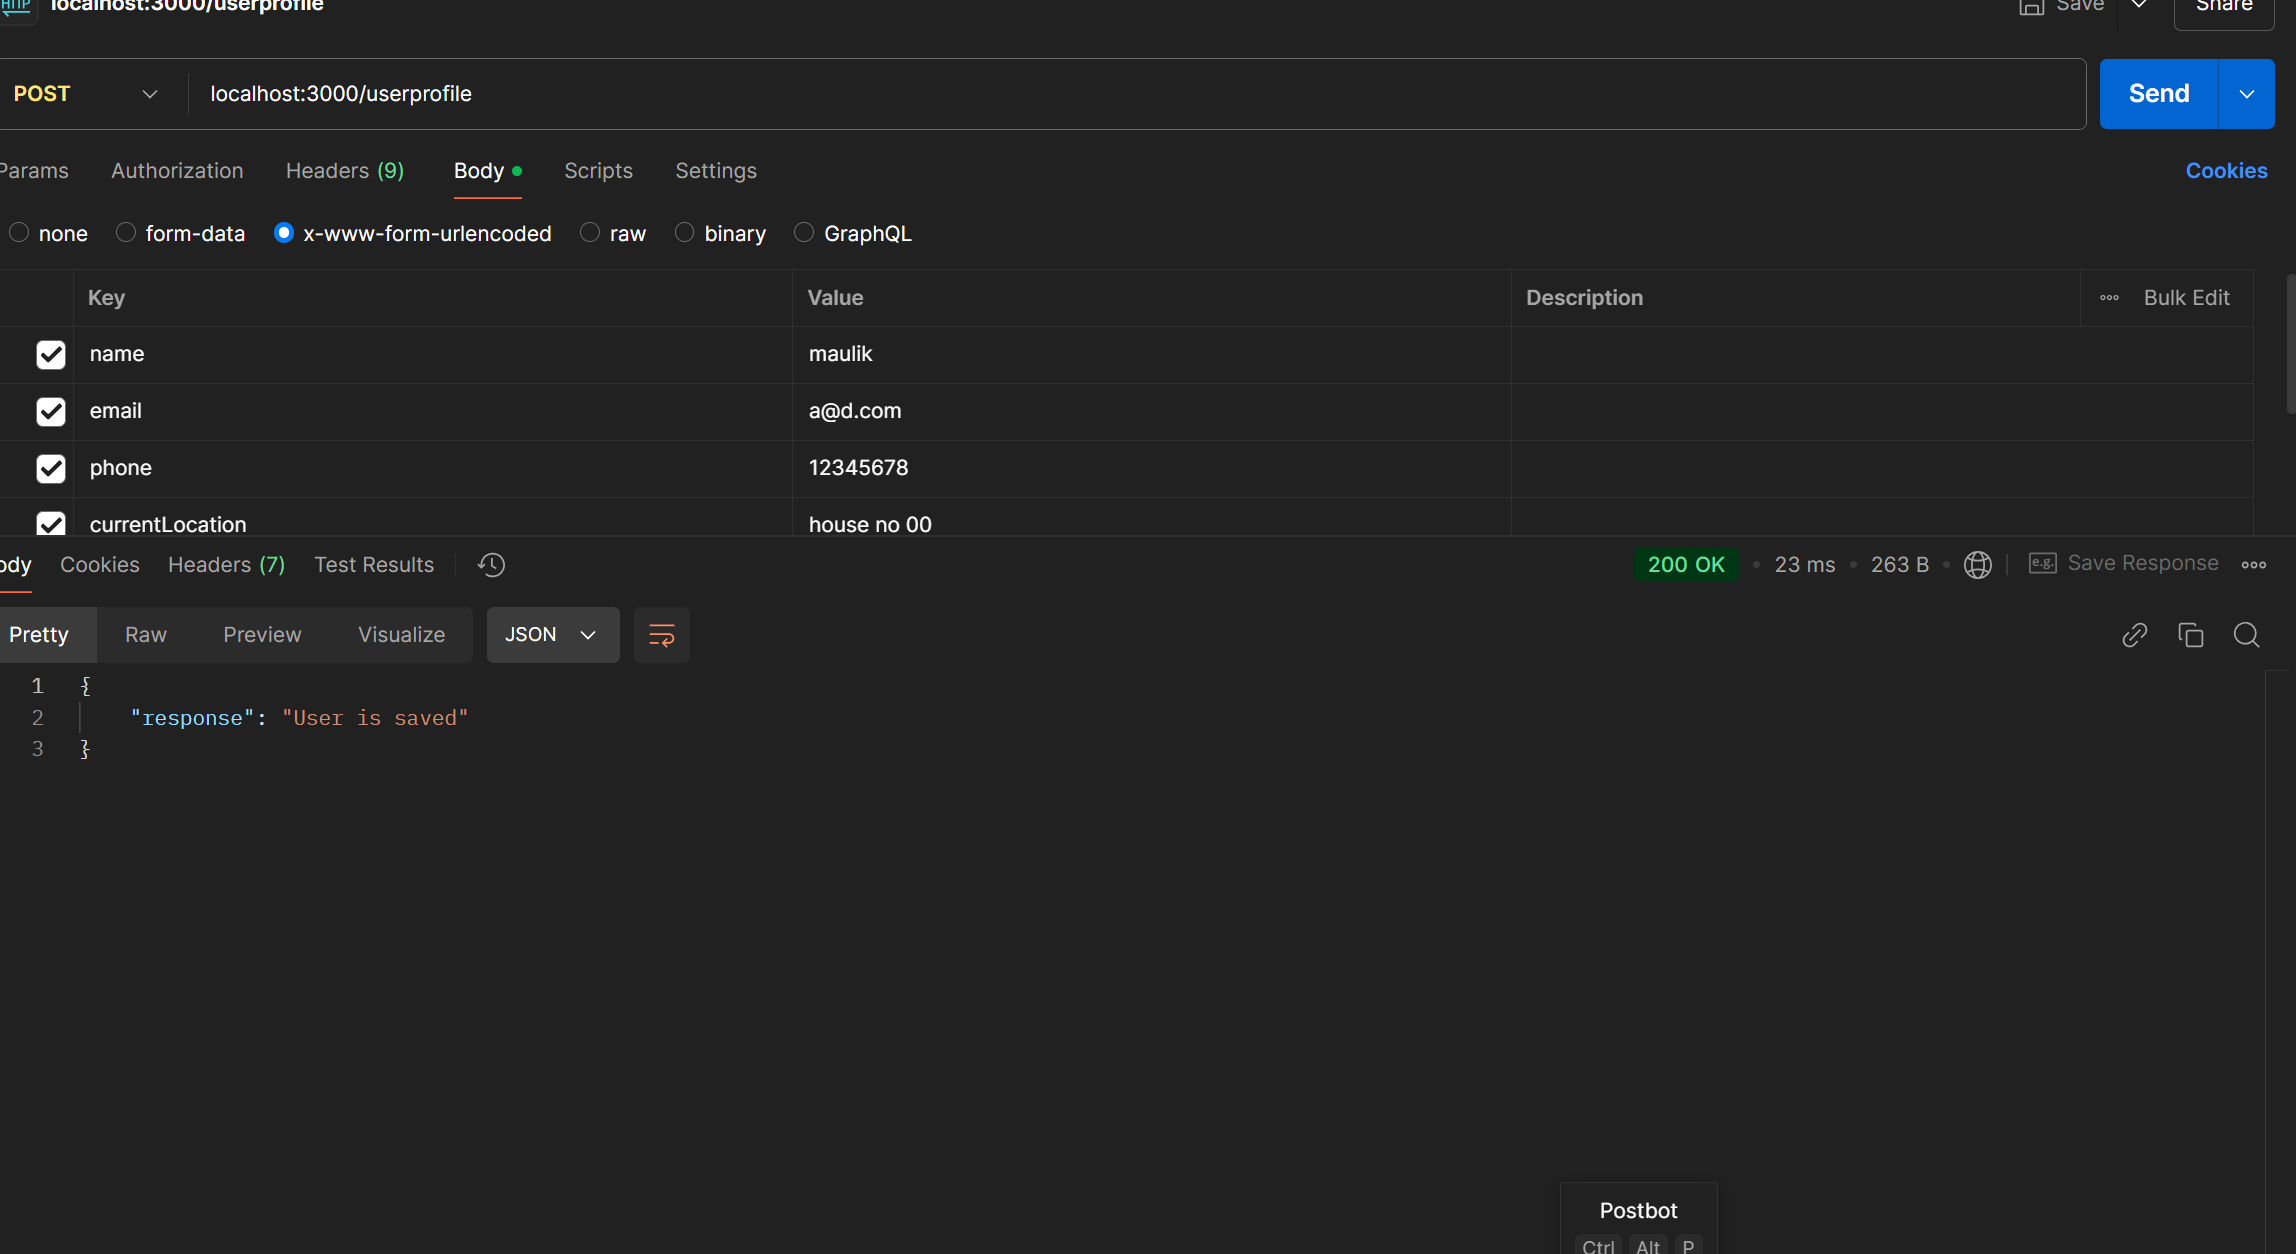 HTTP localhost:3000/userprofile Save Share
POST localhost:3000/userprofile Send
Params Authorization Headers (9) Body Scripts Settings Cookies
none form-data x-www-form-urlencoded raw binary GraphQL
Key Value Description Bulk Edit
name maulik
email a@d.com
phone 12345678
currentLocation house no 00
ody Cookies Headers (7) Test Results 200 OK 23 ms 263 B e.g. Save Response
Pretty Raw Preview Visualize JSON
1 {
2 "response": "User is saved"
3 }
Postbot
Ctrl Alt P